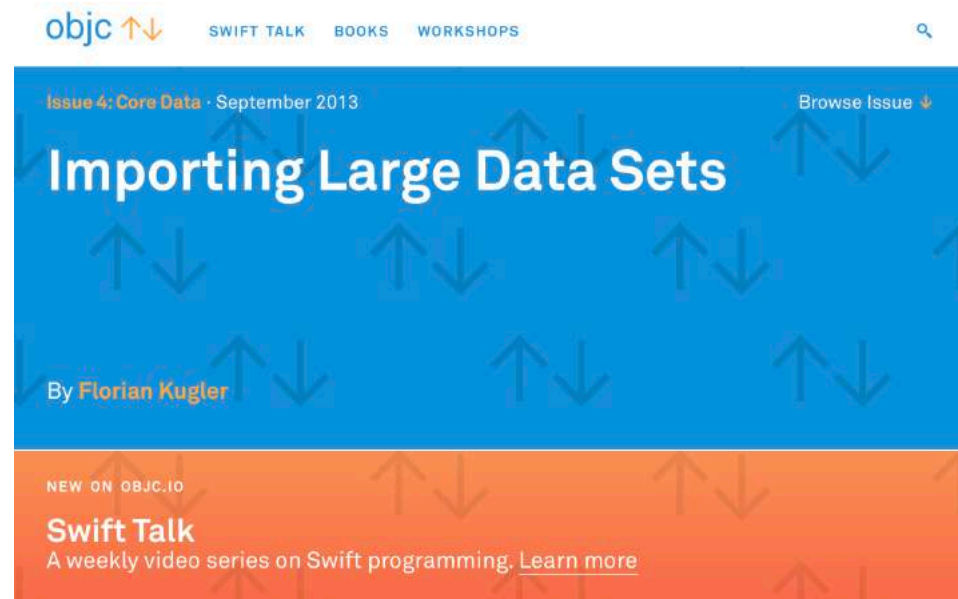 objc ↑↓ SWIFT TALK BOOKS WORKSHOPS
Issue 4: Core Data · September 2013 Browse Issue ↓
Importing Large Data Sets
By Florian Kugler
NEW ON OBJC.IO
Swift Talk
A weekly video series on Swift programming. Learn more